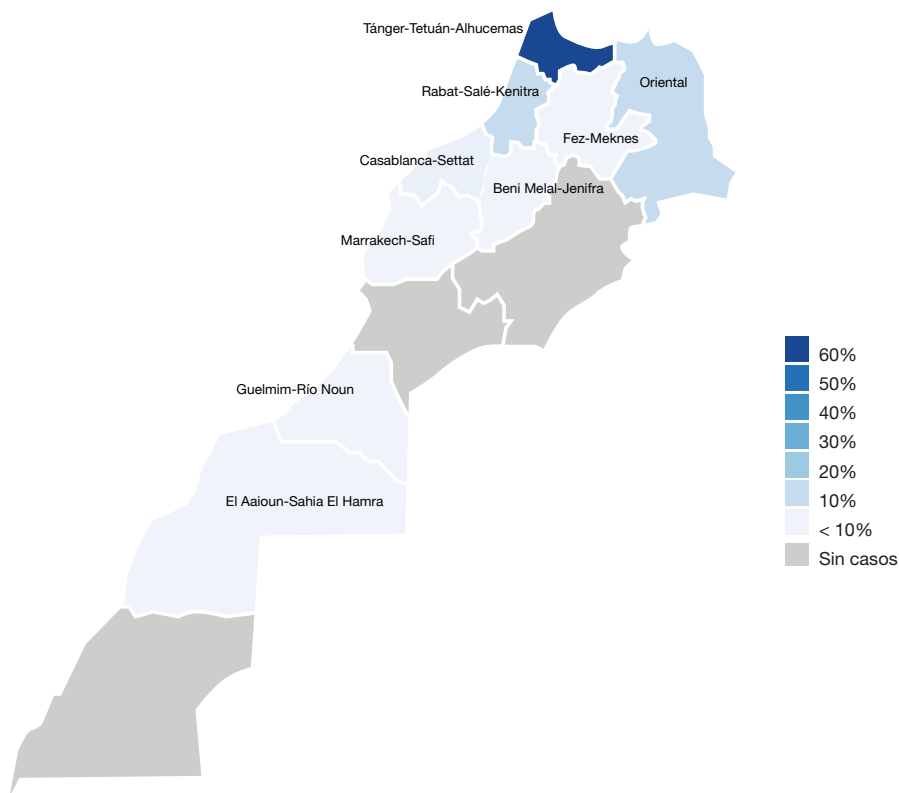 Tánger-Tetuán-Alhucemas
Oriental
Rabat-Salé-Kenitra
Fez-Meknes
Casablanca-Settat
Beni Melal-Jenifra
Marrakech-Safi
Guelmim-Río Noun
El Aaioun-Sahia El Hamra
60%
50%
40%
30%
20%
10%
< 10%
Sin casos